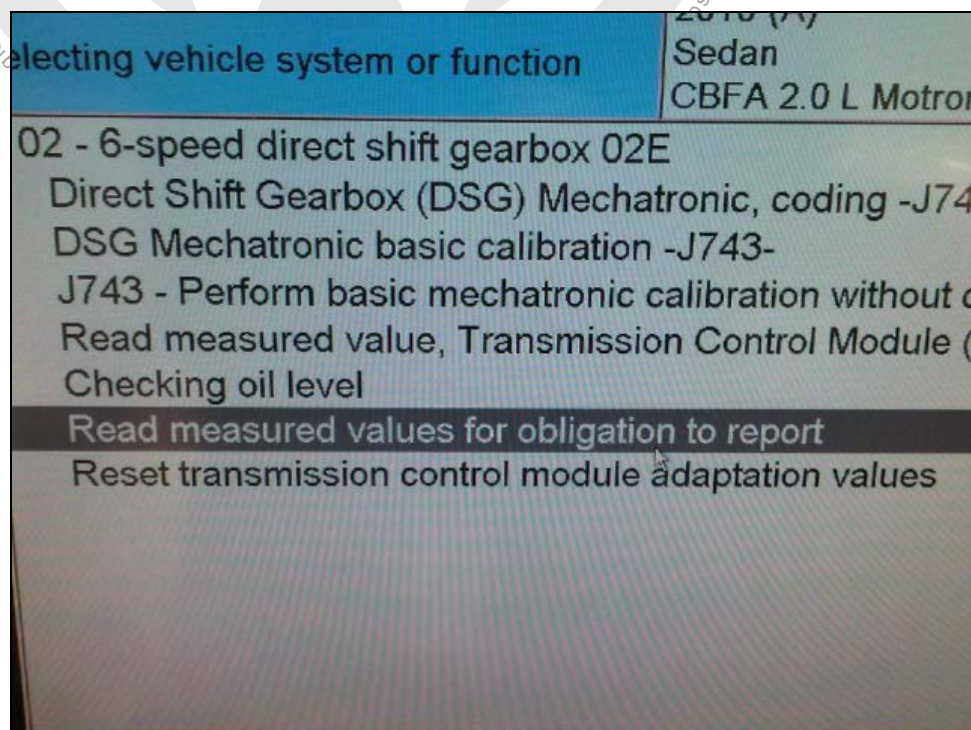 electing vehicle system or function
2010 (A)
Sedan
CBFA 2.0 L Motron
02 - 6-speed direct shift gearbox 02E
Direct Shift Gearbox (DSG) Mechatronic, coding -J74
DSG Mechatronic basic calibration -J743-
J743 - Perform basic mechatronic calibration without
Read measured value, Transmission Control Module (
Checking oil level
Read measured values for obligation to report
Reset transmission control module adaptation values